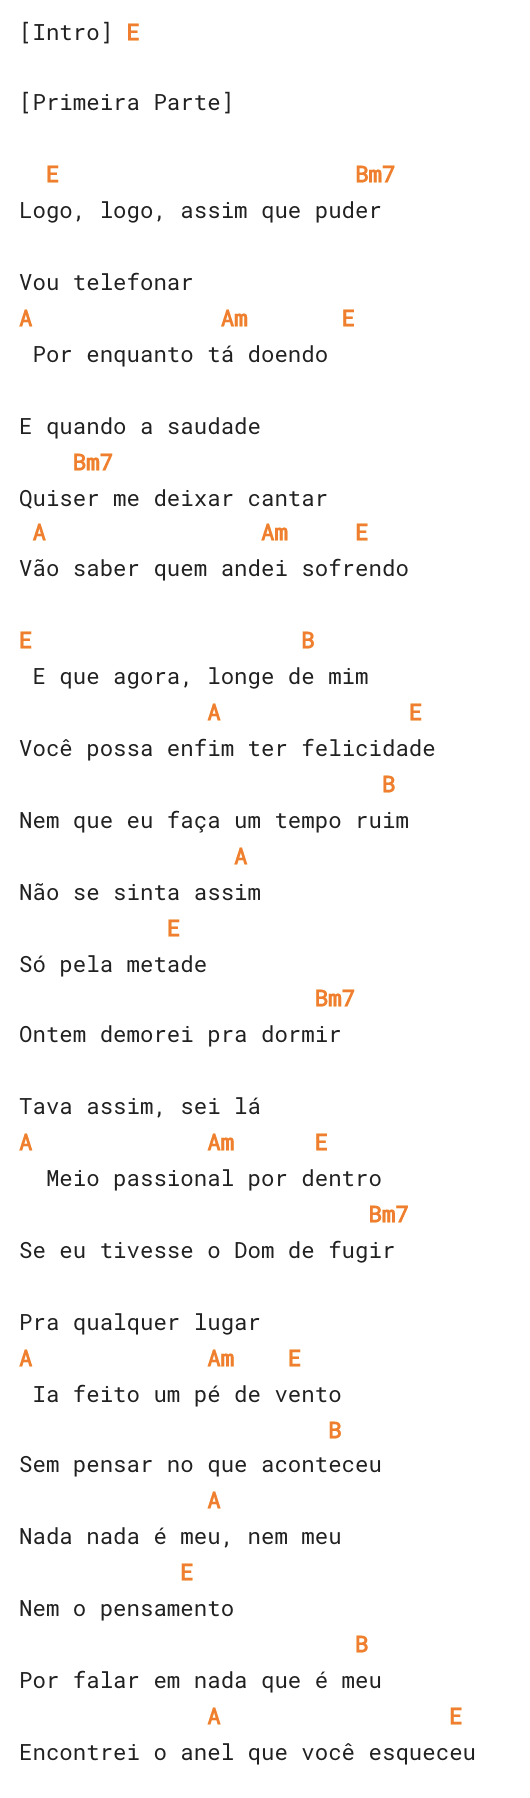 [Intro] E
[Primeira Parte]
  E                      Bm7
Logo, logo, assim que puder
Vou telefonar
A              Am       E
 Por enquanto tá doendo
E quando a saudade
    Bm7
Quiser me deixar cantar
 A                Am     E
Vão saber quem andei sofrendo
E                    B
 E que agora, longe de mim
              A              E
Você possa enfim ter felicidade
                           B
Nem que eu faça um tempo ruim
                A
Não se sinta assim
           E
Só pela metade
                      Bm7
Ontem demorei pra dormir
Tava assim, sei lá
A             Am      E
  Meio passional por dentro
                          Bm7
Se eu tivesse o Dom de fugir
Pra qualquer lugar
A             Am    E
 Ia feito um pé de vento
                       B
Sem pensar no que aconteceu
              A
Nada nada é meu, nem meu
            E
Nem o pensamento
                         B
Por falar em nada que é meu
              A                 E
Encontrei o anel que você esqueceu